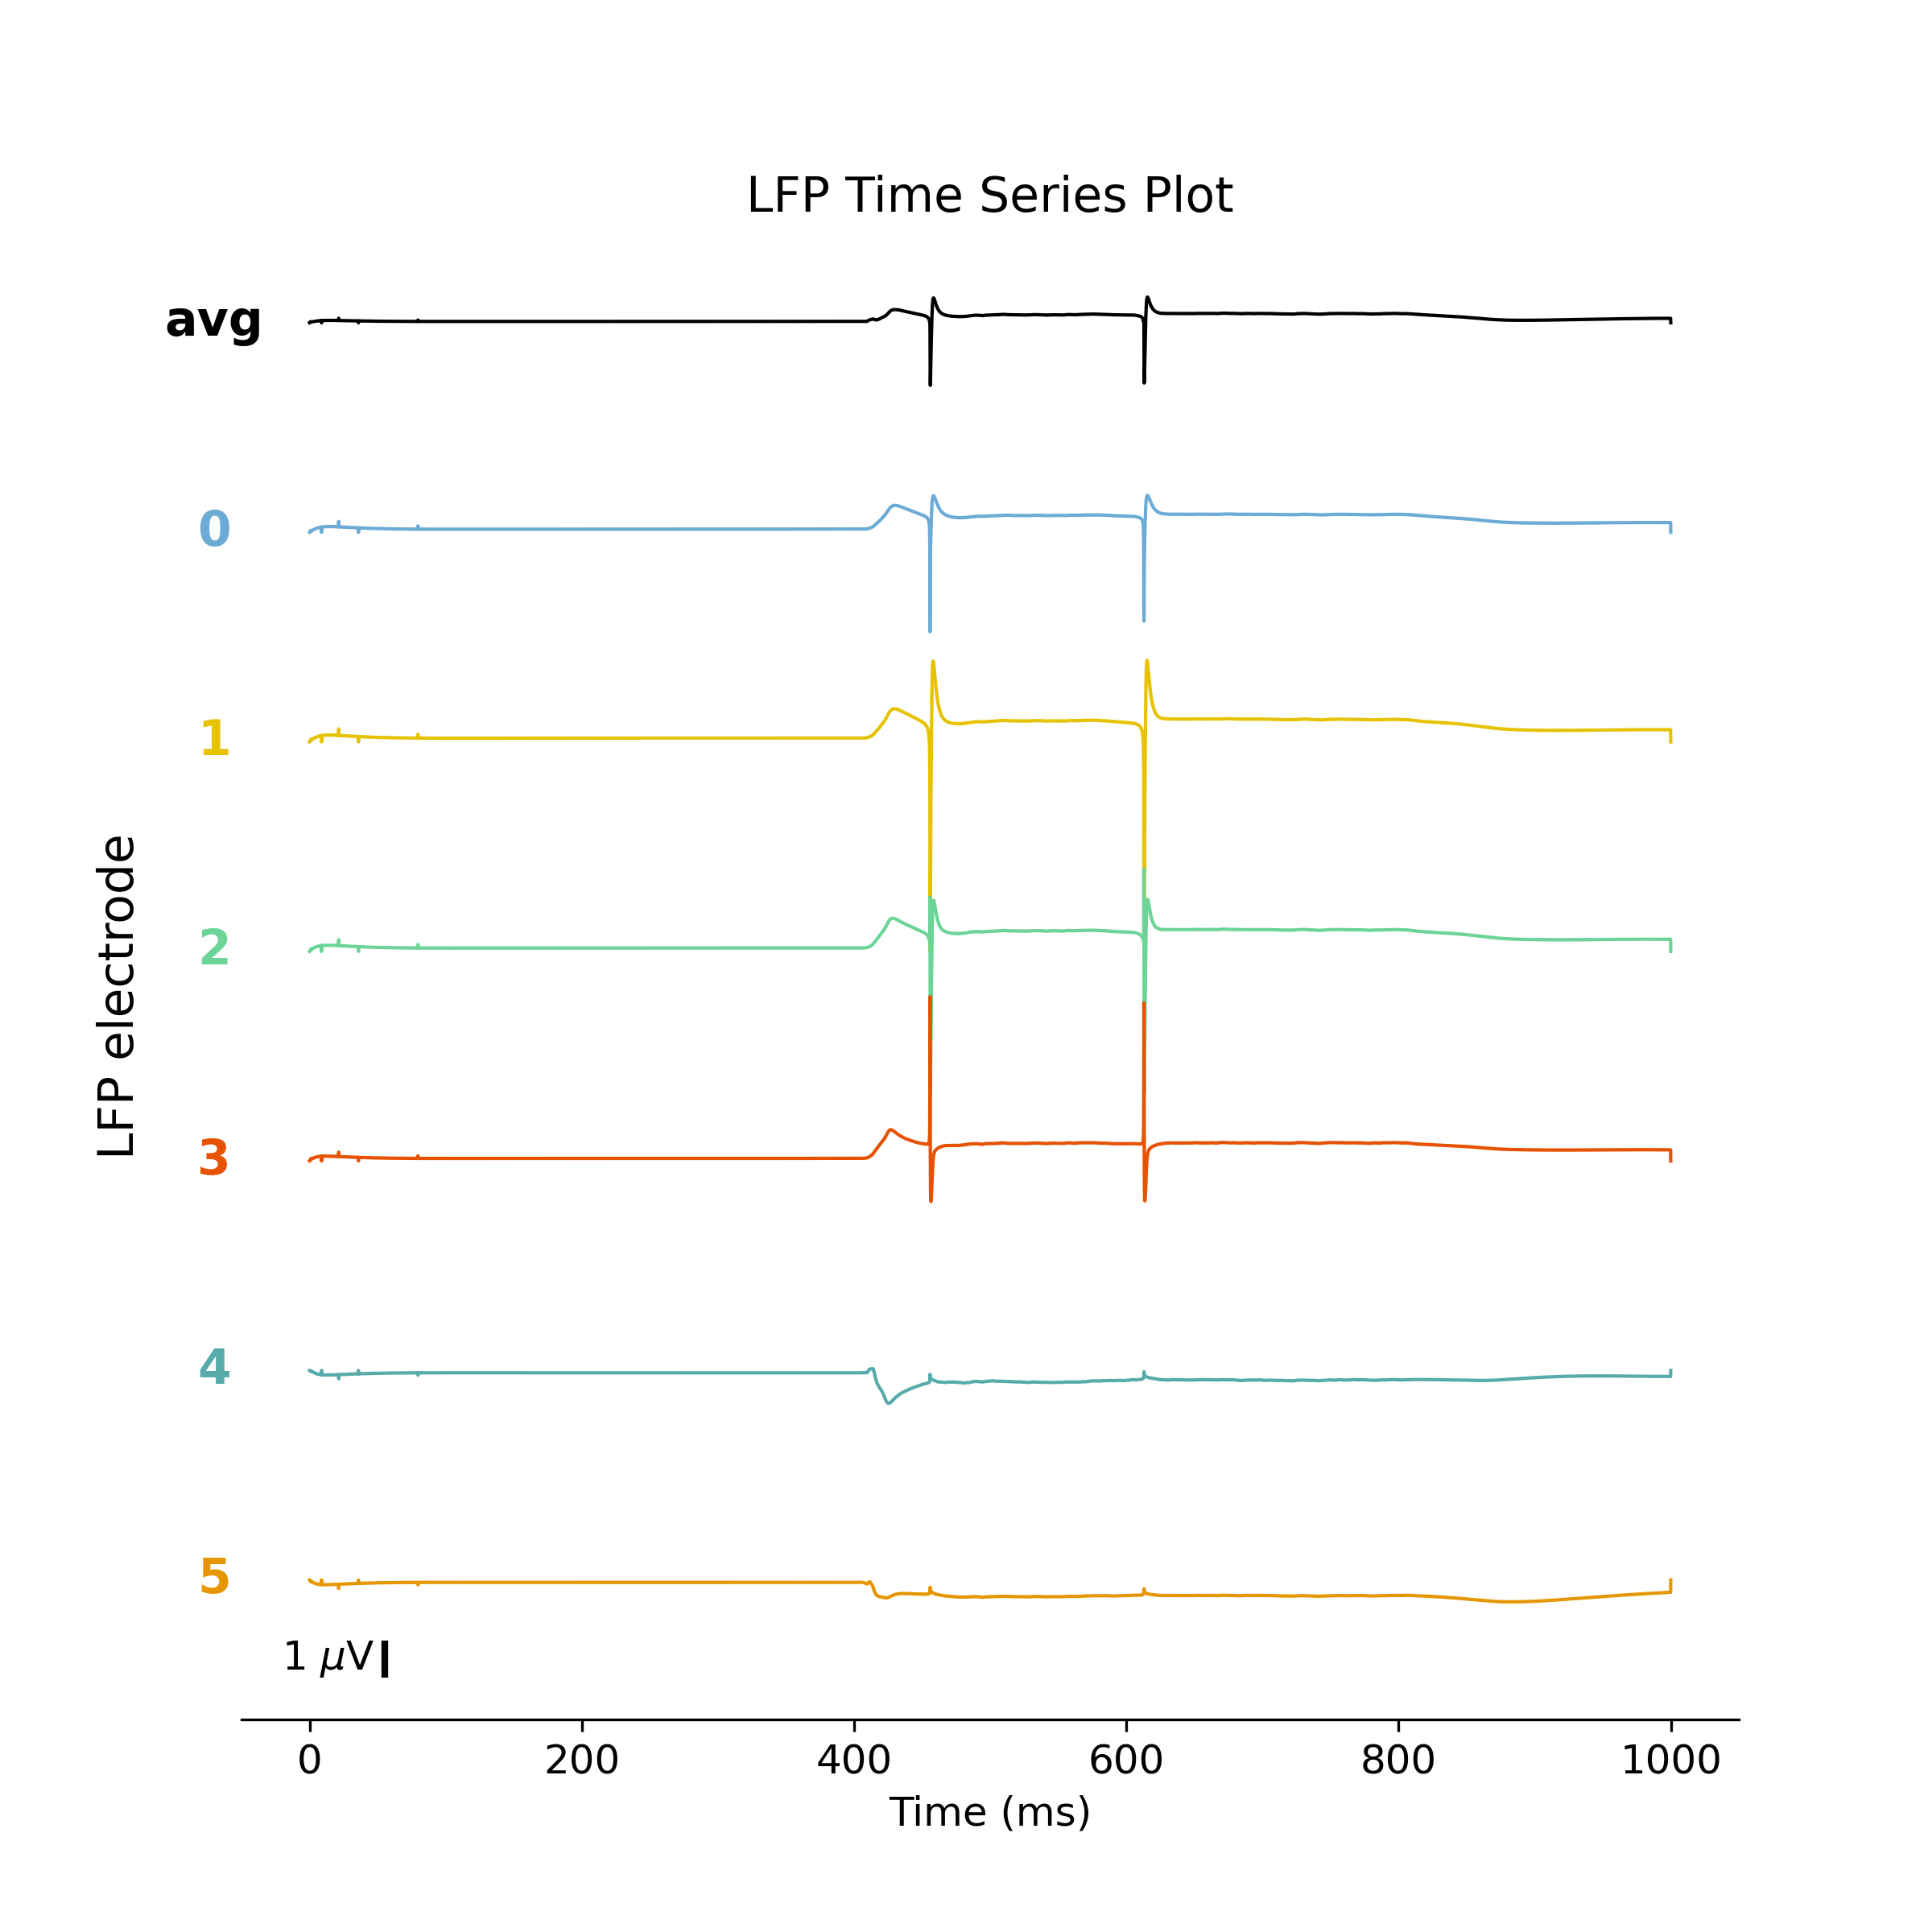 LFP Time Series Plot
avg
0
1
2
3
4
5
LFP electrode
1 μV
0 200 400 600 800 1000
Time (ms)